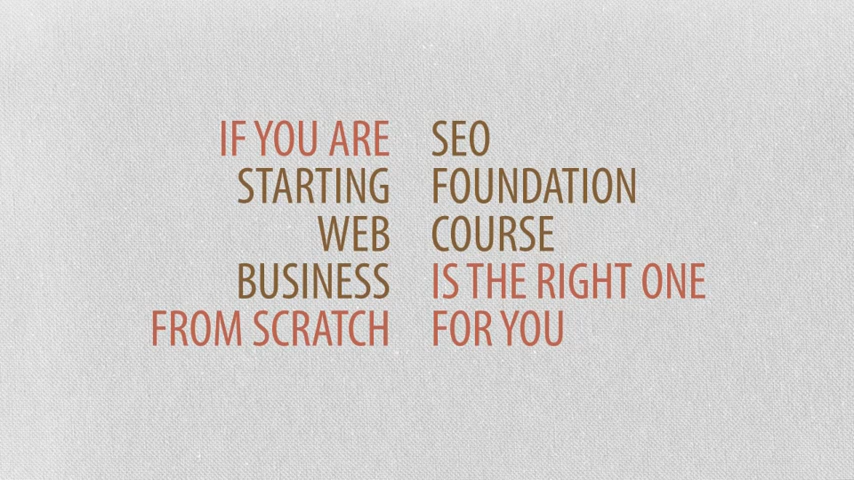 IF YOU ARE
STARTING
WEB
BUSINESS
FROM SCRATCH
SEO
FOUNDATION
COURSE
IS THE RIGHT ONE
FOR YOU